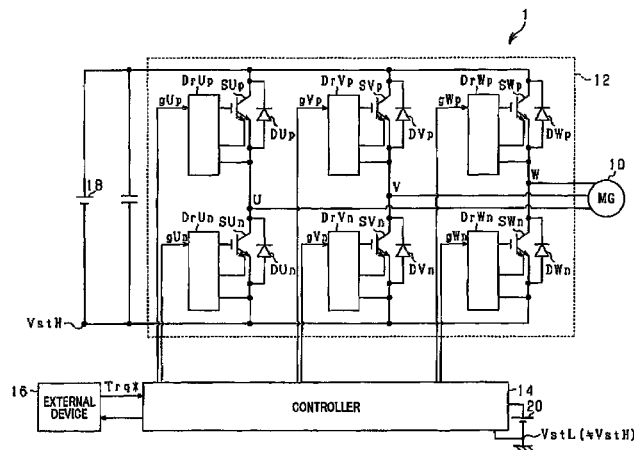 1
12
DrUp SUp DrVp SVp DrWp SWp
gUp gVp gWp
DUp DVp DWp
18
10
U V W
MG
DrUn SUn DrVn SVn DrWn SWn
gUn gVn gWn
DUn DVn DWn
VstH
16 Trq* 14
EXTERNAL
DEVICE
CONTROLLER
20
VstL(≒VstH)